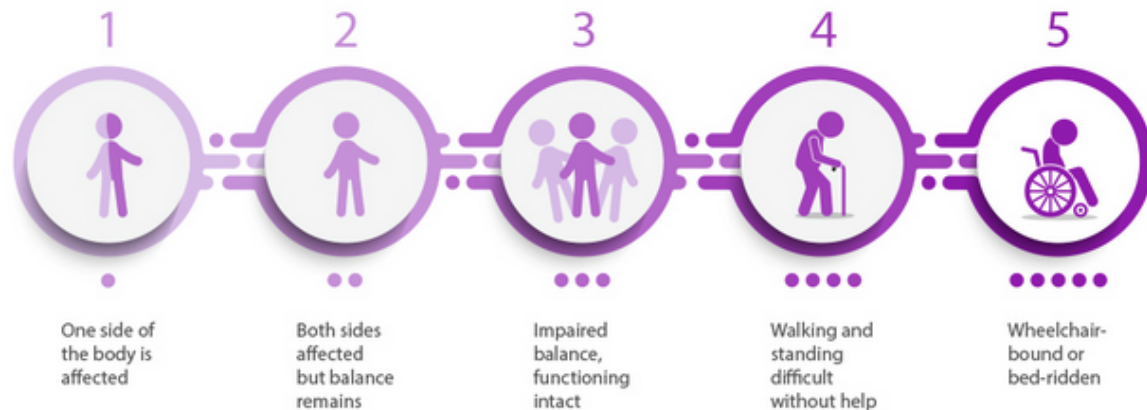 1
2
3
4
5
One side of
the body is
affected
Both sides
affected
but balance
remains
Impaired
balance,
functioning
intact
Walking and
standing
difficult
without help
Wheelchair-
bound or
bed-ridden